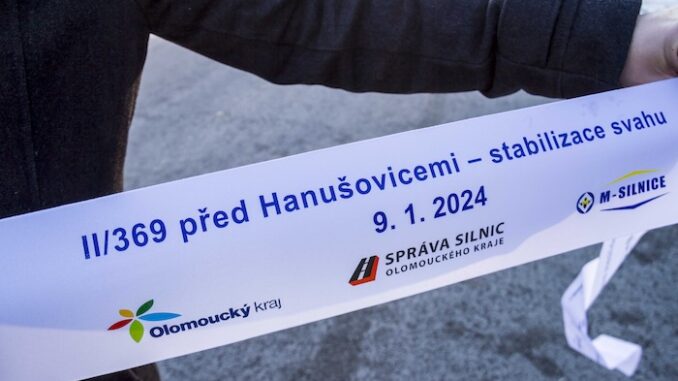 II/369 před Hanušovicemi – stabilizace svahu
9. 1. 2024
M-SILNICE
SPRÁVA SILNIC
OLOMOUCKÉHO KRAJE
Olomoucký kraj